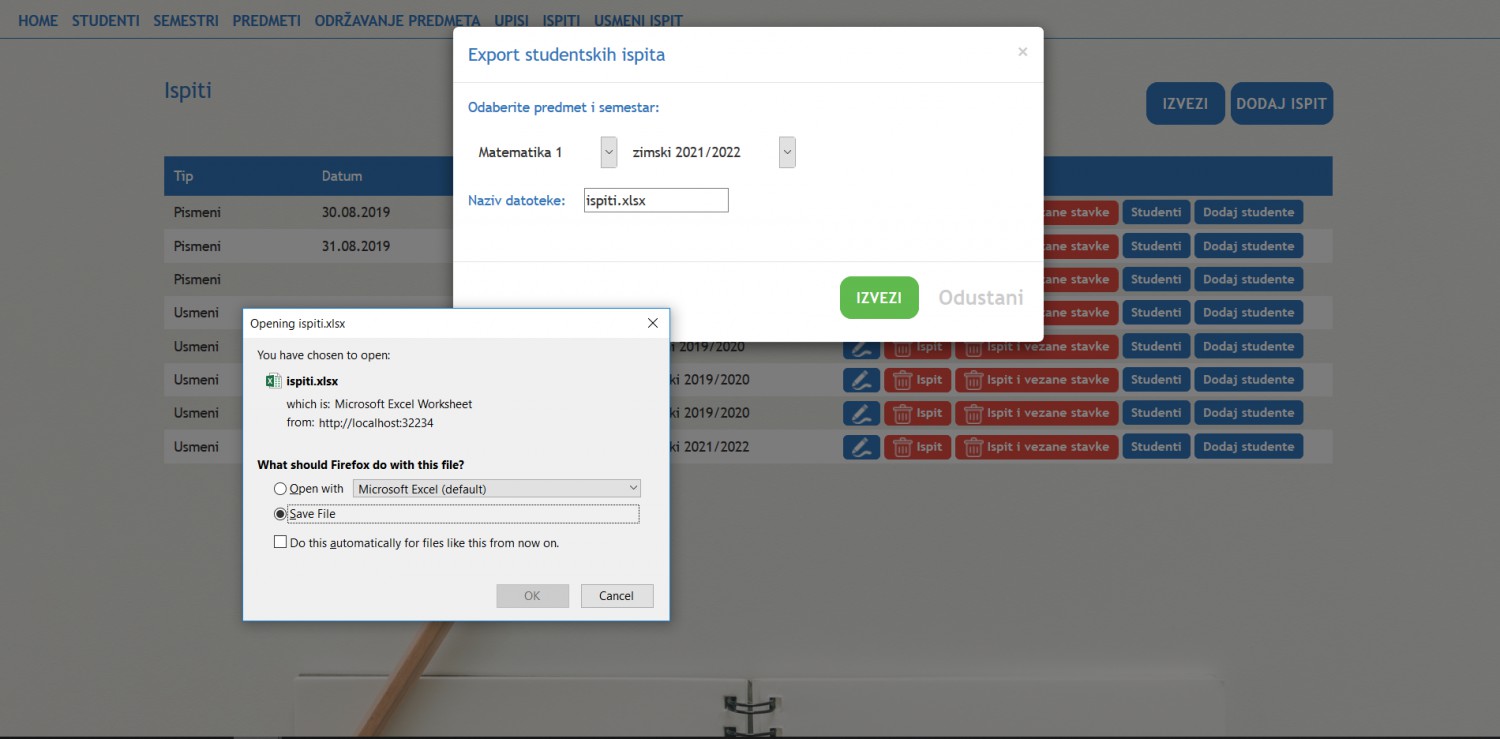 HOME STUDENTI SEMESTRI PREDMETI ODRŽAVANJE PREDMETA UPISI ISPITI USMENI ISPIT
Export studentskih ispita ×
Ispiti
IZVEZI DODAJ ISPIT
Odaberite predmet i semestar:
Matematika 1 zimski 2021/2022
Tip Datum
Naziv datoteke: ispiti.xlsx
Pismeni 30.08.2019 stavke Studenti Dodaj studente
Pismeni 31.08.2019 stavke Studenti Dodaj studente
Pismeni stavke Studenti Dodaj studente
IZVEZI Odustani
Usmeni stavke Studenti Dodaj studente
Opening ispiti.xlsx
Usmeni 2019/2020 Ispit Ispit i vezane stavke Studenti Dodaj studente
You have chosen to open:
ispiti.xlsx
Usmeni 2019/2020 Ispit Ispit i vezane stavke Studenti Dodaj studente
which is: Microsoft Excel Worksheet
Usmeni 2019/2020 Ispit Ispit i vezane stavke Studenti Dodaj studente
from: http://localhost:32234
Usmeni 2021/2022 Ispit Ispit i vezane stavke Studenti Dodaj studente
What should Firefox do with this file?
Open with Microsoft Excel (default)
Save File
Do this automatically for files like this from now on.
OK Cancel